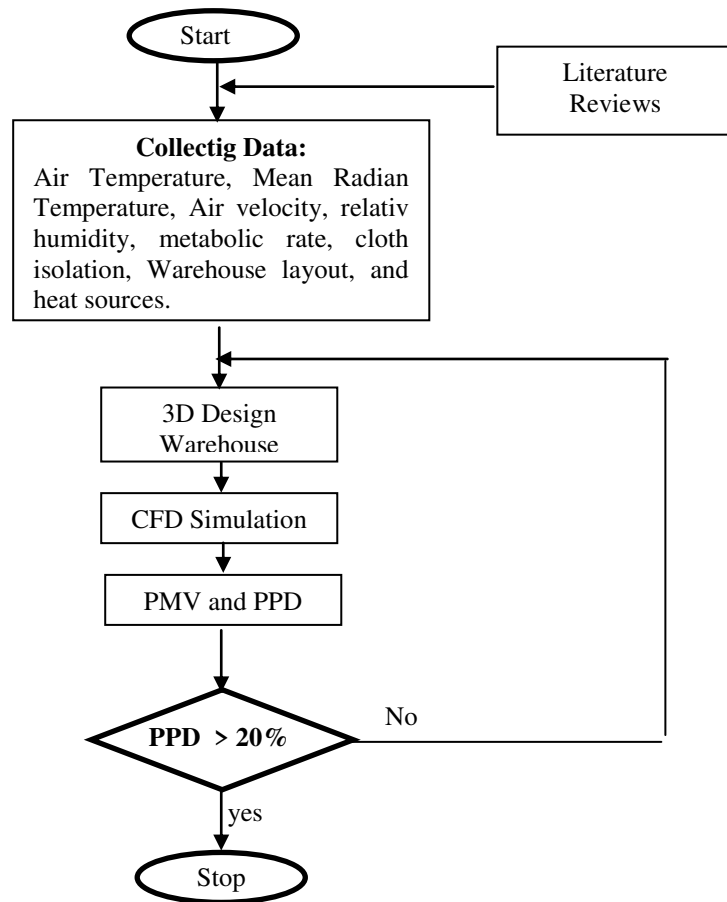 Start
Literature
Reviews
Collectig Data:
Air Temperature, Mean Radian
Temperature, Air velocity, relativ
humidity, metabolic rate, cloth
isolation, Warehouse layout, and
heat sources.
3D Design
Warehouse
CFD Simulation
PMV and PPD
PPD > 20%
No
yes
Stop